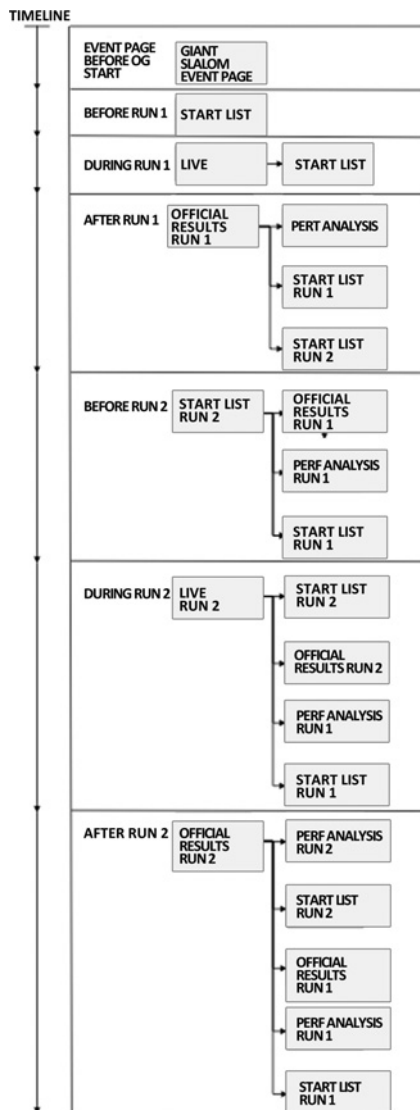 TIMELINE
EVENT PAGE
BEFORE OG
START
GIANT
SLALOM
EVENT PAGE
BEFORE RUN 1
START LIST
DURING RUN 1
LIVE
START LIST
AFTER RUN 1
OFFICIAL
RESULTS
RUN 1
PERT ANALYSIS
START LIST
RUN 1
START LIST
RUN 2
BEFORE RUN 2
START LIST
RUN 2
OFFICIAL
RESULTS
RUN 1
PERF ANALYSIS
RUN 1
START LIST
RUN 1
DURING RUN 2
LIVE
RUN 2
START LIST
RUN 2
OFFICIAL
RESULTS RUN 2
PERF ANALYSIS
RUN 1
START LIST
RUN 1
AFTER RUN 2
OFFICIAL
RESULTS
RUN 2
PERF ANALYSIS
RUN 2
START LIST
RUN 2
OFFICIAL
RESULTS
RUN 1
PERF ANALYSIS
RUN 1
START LIST
RUN 1